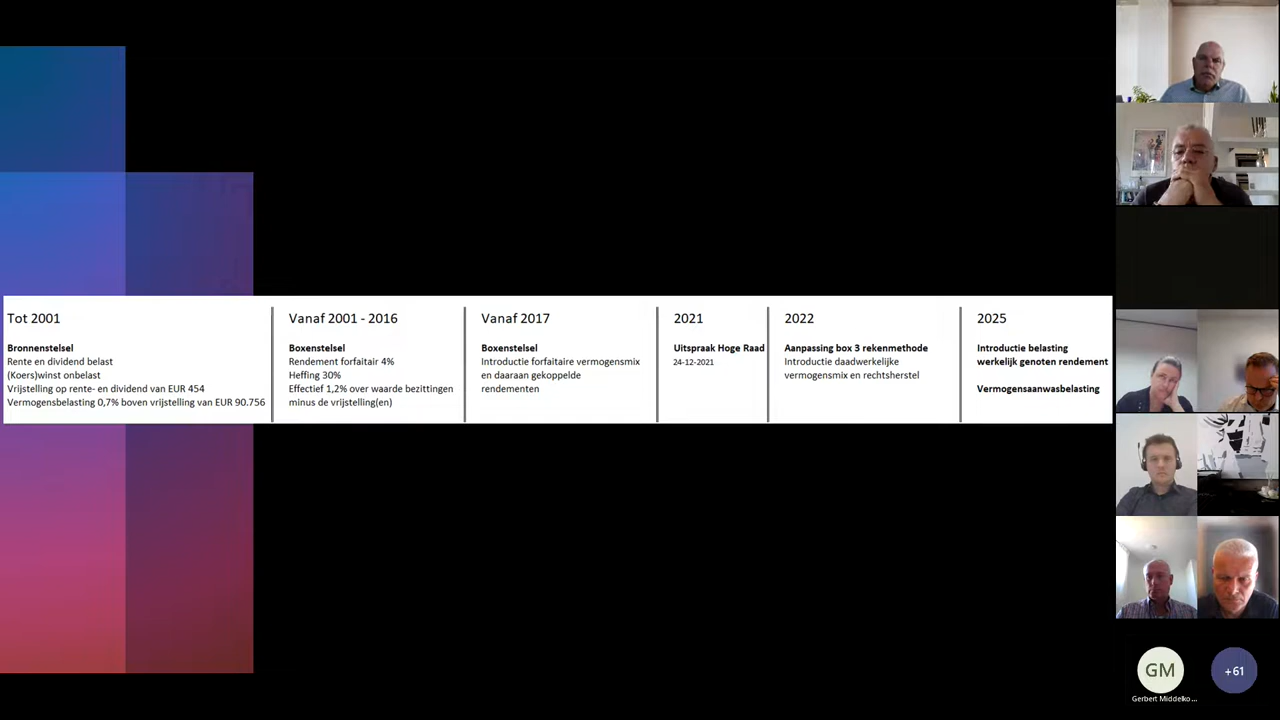 Tot 2001
Bronnenstelsel
Rente en dividend belast
(Koers)winst onbelast
Vrijstelling op rente- en dividend van EUR 454
Vermogensbelasting 0,7% boven vrijstelling van EUR 90.756
Vanaf 2001 - 2016
Boxenstelsel
Rendement forfaitair 4%
Heffing 30%
Effectief 1,2% over waarde bezittingen
minus de vrijstelling(en)
Vanaf 2017
Boxenstelsel
Introductie forfaitaire vermogensmix
en daaraan gekoppelde
rendementen
2021
Uitspraak Hoge Raad
24-12-2021
2022
Aanpassing box 3 rekenmethode
Introductie daadwerkelijke
vermogensmix en rechtsherstel
2025
Introductie belasting
werkelijk genoten rendement
Vermogensaanwasbelasting
GM
+61
Gerbert Middelko ...